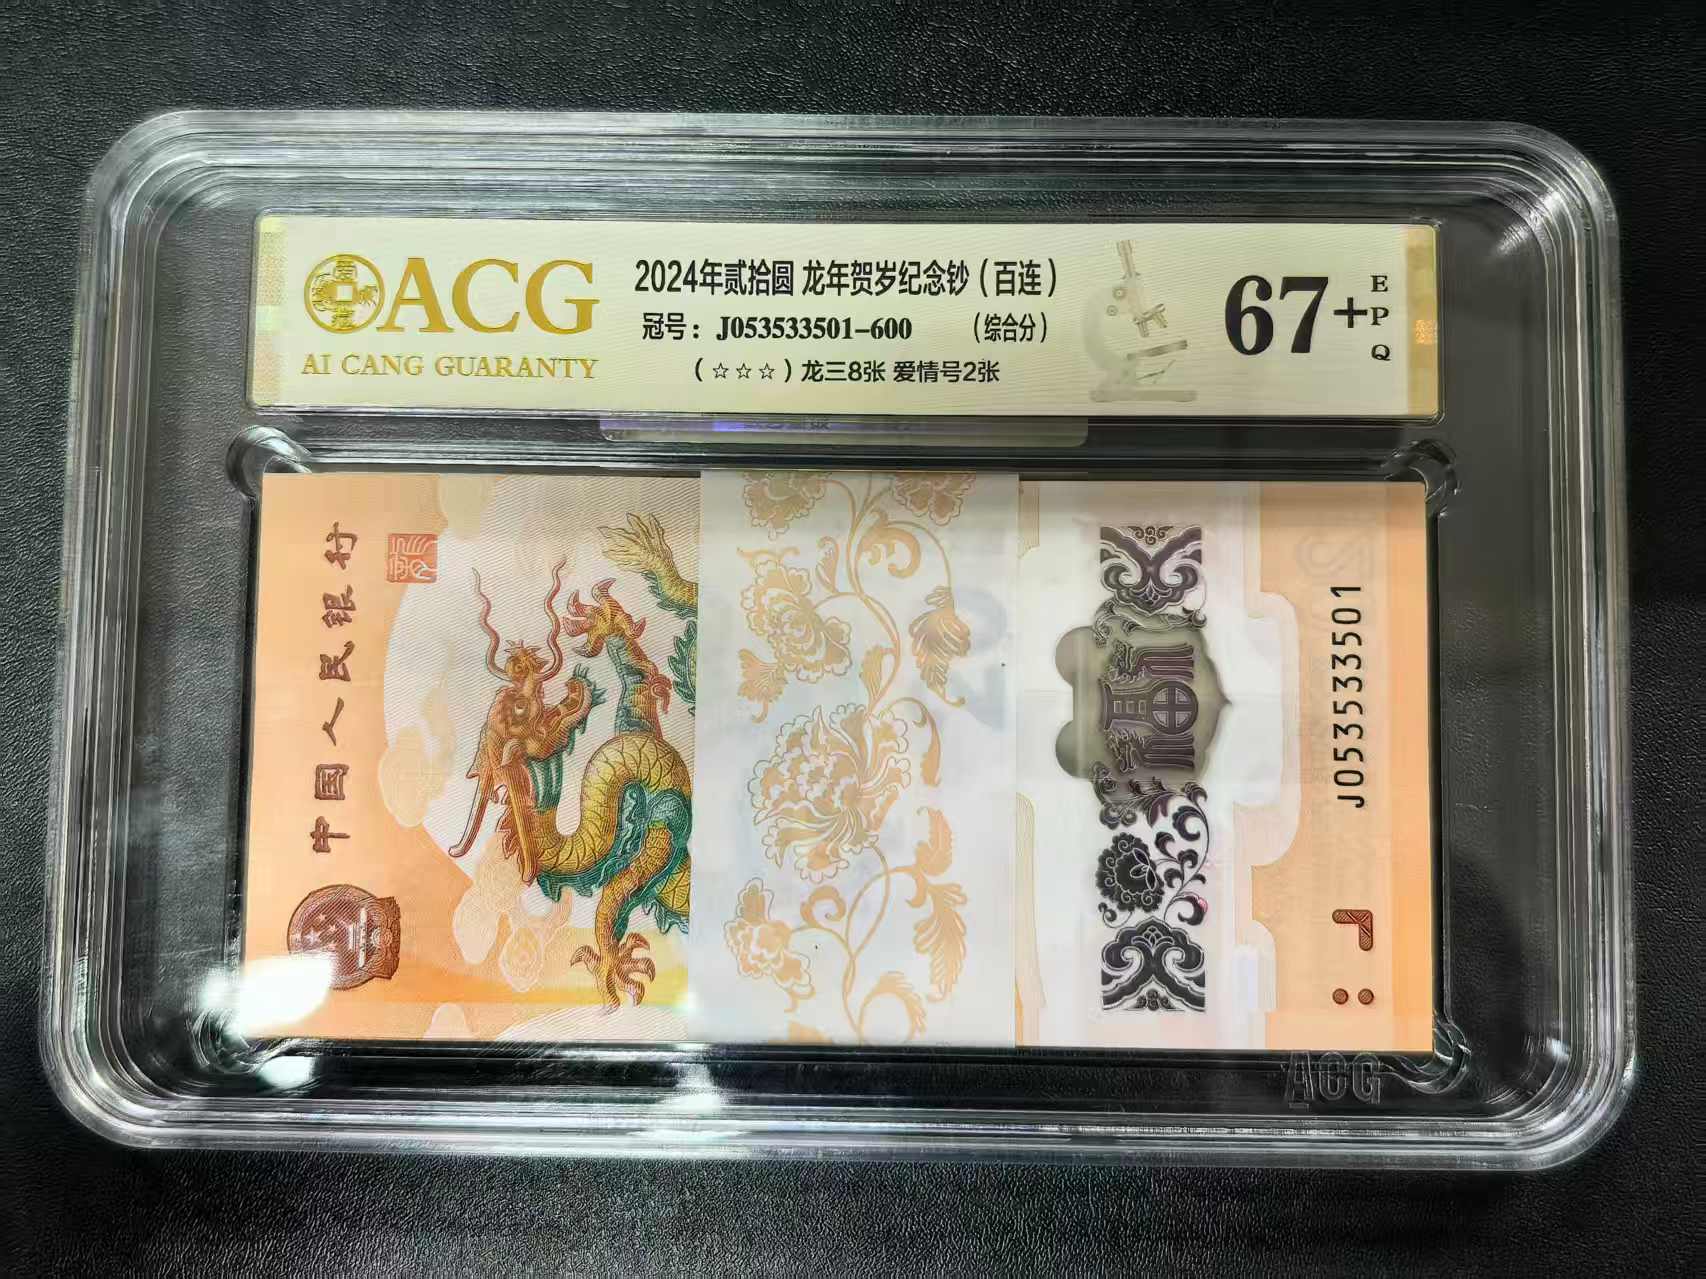 ACG
AI CANG GUARANTY
2024年贰拾圆 龙年贺岁纪念钞(百连)
冠号: J053533501-600 (综合分)
(☆☆☆)龙三8张 爱情号2张
67+
EPQ
中国人民银行
J053533501
ACG